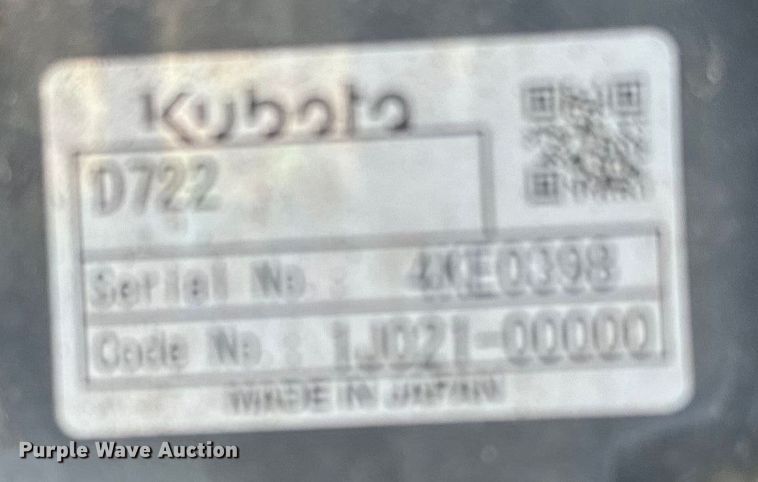 Kubota
D722
Serial No. : 4KE0398
Code No. : 1J021-00000
MADE IN JAPAN
Purple Wave Auction